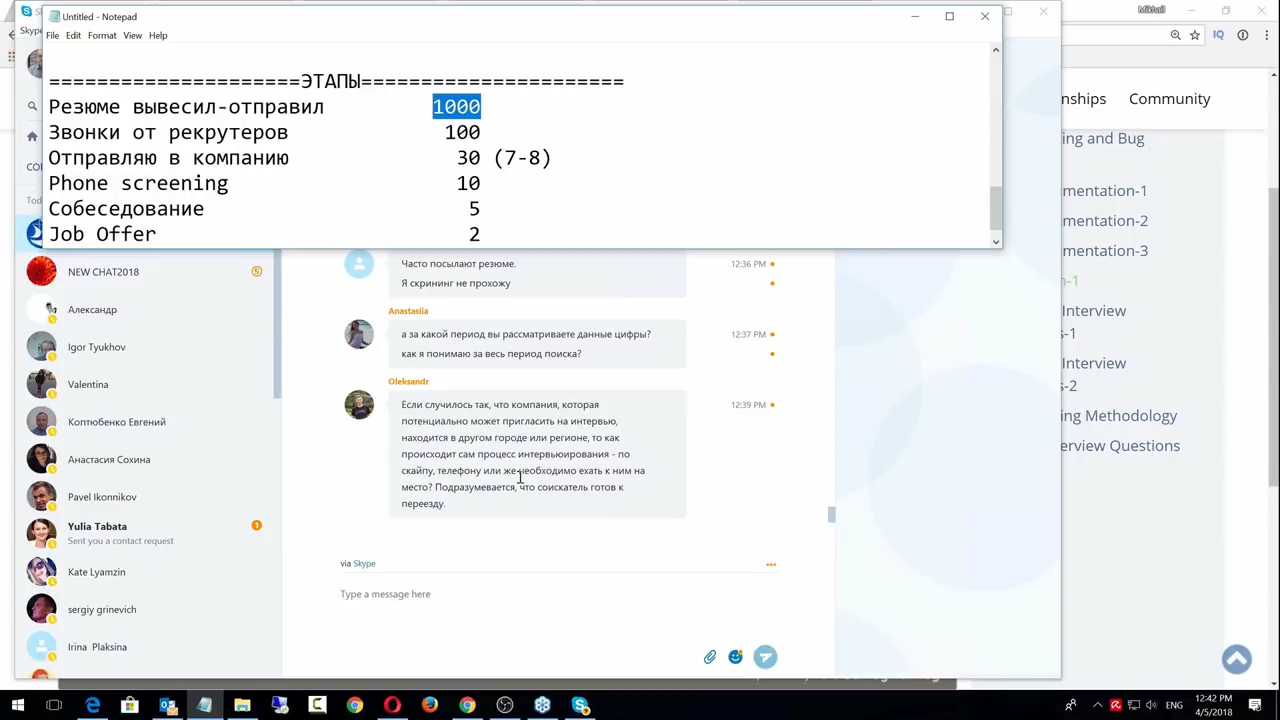 Untitled - Notepad
File Edit Format View Help
======================ЭТАПЫ======================
Резюме вывесил-отправил 1000
Звонки от рекрутеров 100
Отправляю в компанию 30 (7-8)
Phone screening 10
Собеседование 5
Job Offer 2
Mikhail
Community
NEW CHAT2018
Александр
Igor Tyukhov
Valentina
Коптюбенко Евгений
Анастасия Сохина
Pavel Ikonnikov
Yulia Tabata
Sent you a contact request
1
Kate Lyamzin
sergiy grinevich
Irina Plaksina
Часто посылают резюме. 12:36 PM
Я скрининг не прохожу
Anastasiia
а за какой период вы рассматриваете данные цифры? 12:37 PM
как я понимаю за весь период поиска?
Oleksandr
Если случилось так, что компания, которая 12:39 PM
потенциально может пригласить на интервью,
находится в другом городе или регионе, то как
происходит сам процесс интервьюирования - по
скайпу, телефону или же необходимо ехать к ним на
место? Подразумевается, что соискатель готов к
переезду.
via Skype
Type a message here
ing and Bug
mentation-1
mentation-2
mentation-3
Interview
s-1
Interview
s-2
ing Methodology
erview Questions
ENG
12:42 PM
4/5/2018